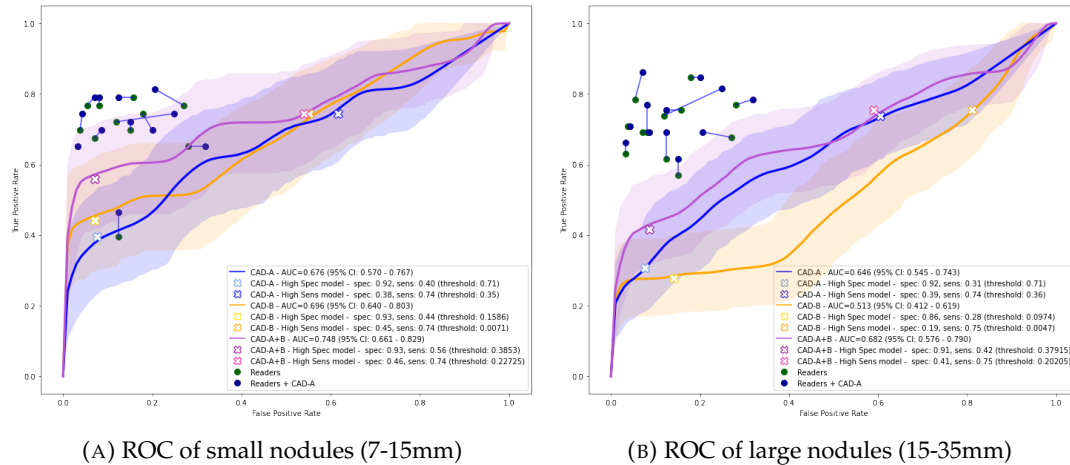 1.0
0.8
0.6
0.4
0.2
0.0
True Positive Rate
0.0 0.2 0.4 0.6 0.8 1.0
False Positive Rate
CAD-A - AUC=0.676 (95% CI: 0.570 - 0.767)
CAD-A - High Spec model - spec: 0.92, sens: 0.40 (threshold: 0.71)
CAD-A - High Sens model - spec: 0.38, sens: 0.74 (threshold: 0.35)
CAD-B - AUC=0.696 (95% CI: 0.640 - 0.803)
CAD-B - High Spec model - spec: 0.93, sens: 0.44 (threshold: 0.1586)
CAD-B - High Sens model - spec: 0.45, sens: 0.74 (threshold: 0.0071)
CAD-A+B - AUC=0.748 (95% CI: 0.661 - 0.829)
CAD-A+B - High Spec model - spec: 0.93, sens: 0.56 (threshold: 0.3853)
CAD-A+B - High Sens model - spec: 0.46, sens: 0.74 (threshold: 0.22725)
Readers
Readers + CAD-A
(A) ROC of small nodules (7-15mm)
1.0
0.8
0.6
0.4
0.2
0.0
True Positive Rate
0.0 0.2 0.4 0.6 0.8 1.0
False Positive Rate
CAD-A - AUC=0.646 (95% CI: 0.545 - 0.743)
CAD-A - High Spec model - spec: 0.92, sens: 0.31 (threshold: 0.71)
CAD-A - High Sens model - spec: 0.39, sens: 0.74 (threshold: 0.36)
CAD-B - AUC=0.513 (95% CI: 0.412 - 0.619)
CAD-B - High Spec model - spec: 0.86, sens: 0.28 (threshold: 0.0974)
CAD-B - High Sens model - spec: 0.19, sens: 0.75 (threshold: 0.0047)
CAD-A+B - AUC=0.682 (95% CI: 0.576 - 0.790)
CAD-A+B - High Spec model - spec: 0.91, sens: 0.42 (threshold: 0.37915)
CAD-A+B - High Sens model - spec: 0.41, sens: 0.75 (threshold: 0.20205)
Readers
Readers + CAD-A
(B) ROC of large nodules (15-35mm)